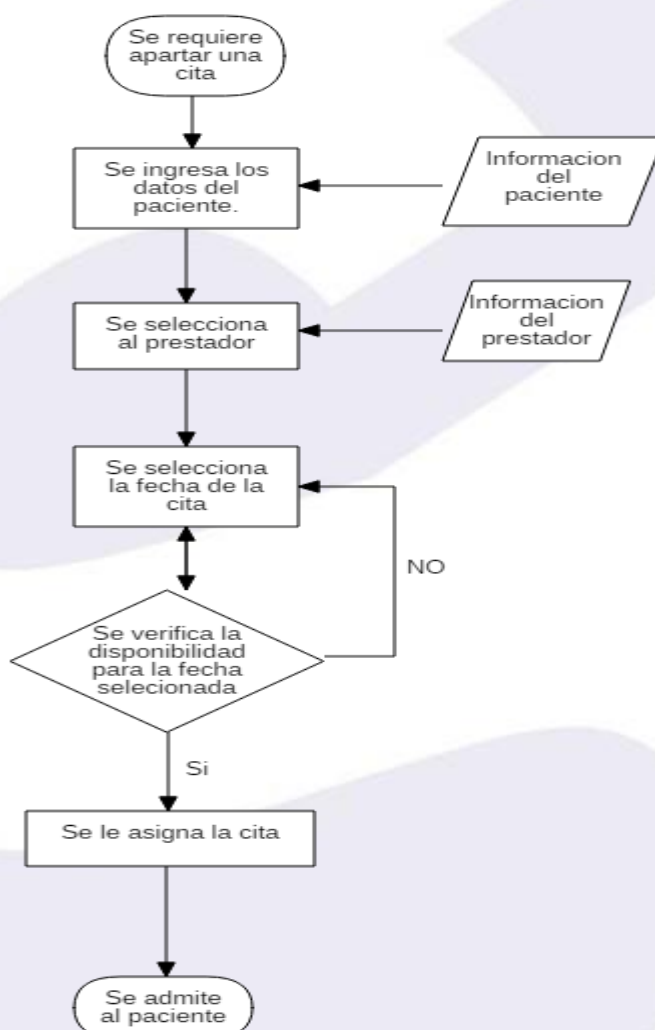 Se requiere
apartar una
cita
Se ingresa los
datos del
paciente.
Informacion
del
paciente
Se selecciona
al prestador
Informacion
del
prestador
Se selecciona
la fecha de la
cita
NO
Se verifica la
disponibilidad
para la fecha
selecionada
Si
Se le asigna la cita
Se admite
al paciente